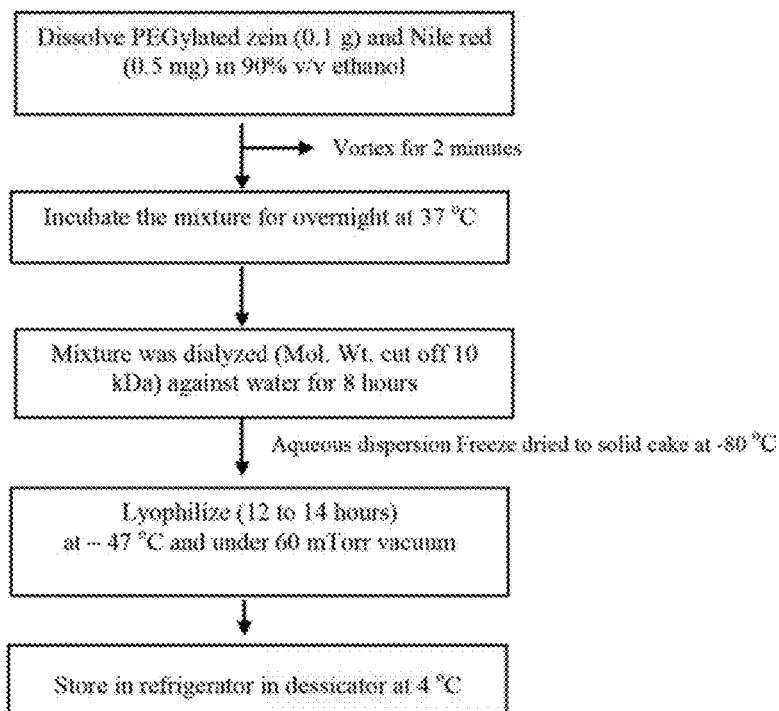 Dissolve PEGylated zein (0.1 g) and Nile red
(0.5 mg) in 90% v/v ethanol
Vortex for 2 minutes
Incubate the mixture for overnight at 37 °C
Mixture was dialyzed (Mol. Wt. cut off 10
kDa) against water for 8 hours
Aqueous dispersion Freeze dried to solid cake at -80 °C
Lyophilize (12 to 14 hours)
at – 47 °C and under 60 mTorr vacuum
Store in refrigerator in dessicator at 4 °C